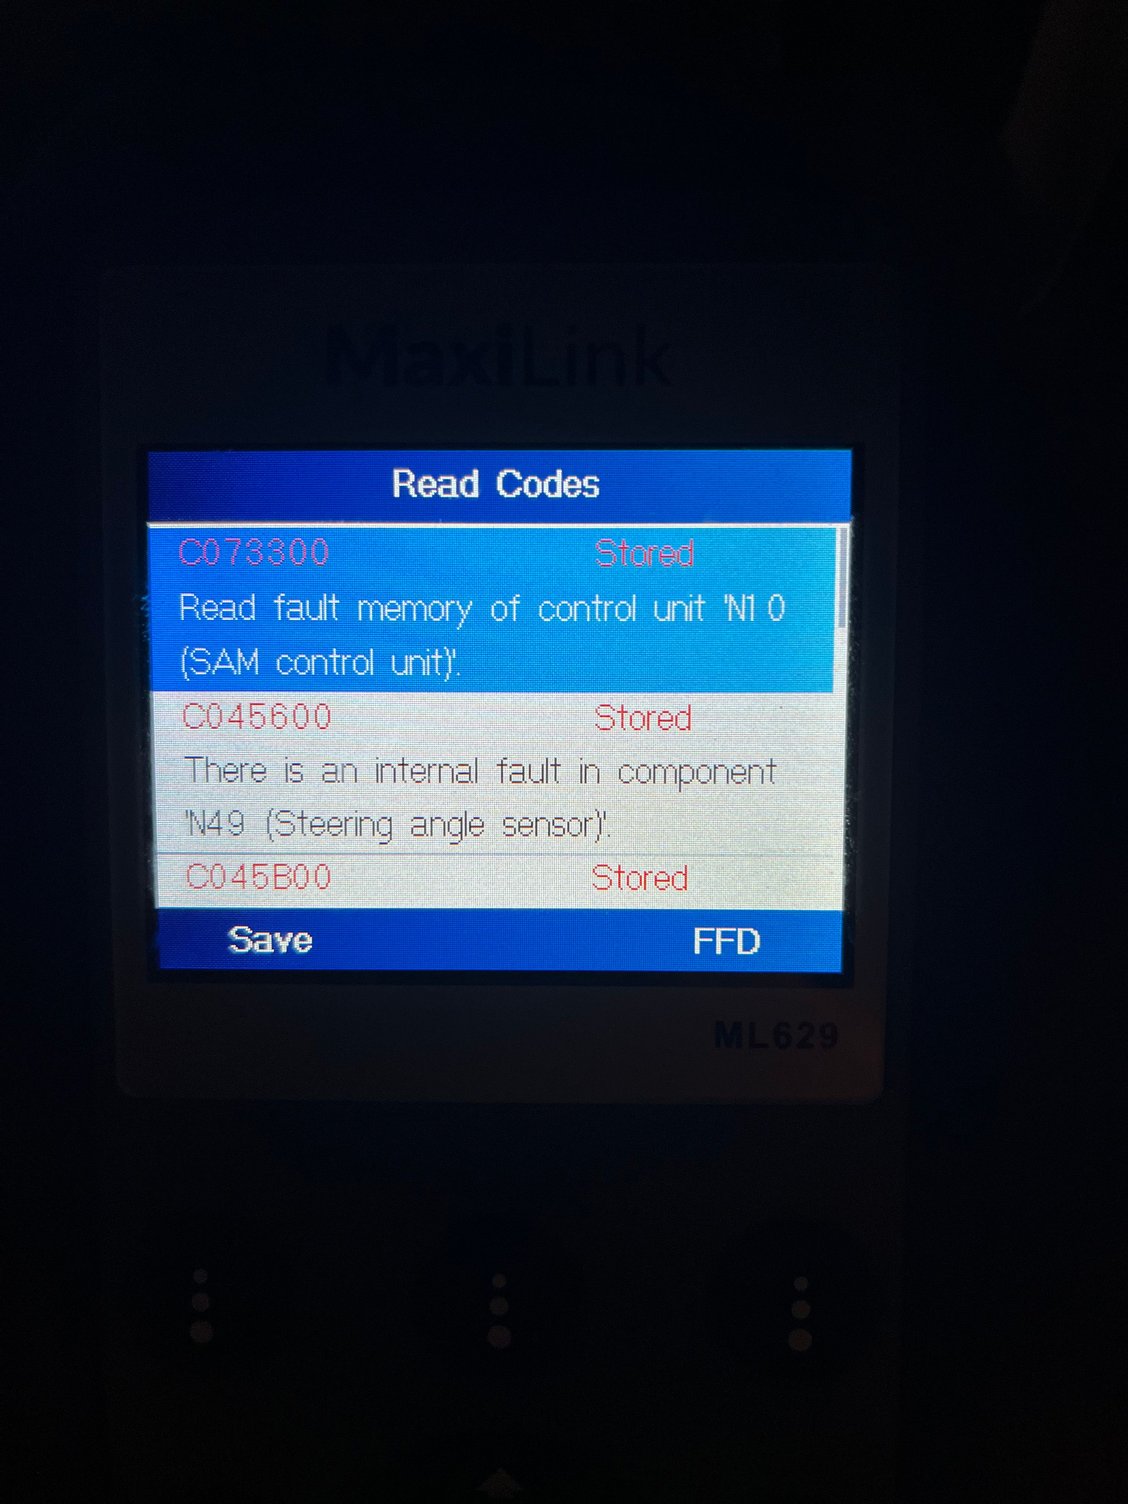 MaxiLink
Read Codes
C073300 Stored
Read fault memory of control unit 'N10
(SAM control unit)'.
C045600 Stored
There is an internal fault in component
'N49 (Steering angle sensor)'.
C045B00 Stored
Save FFD
ML629